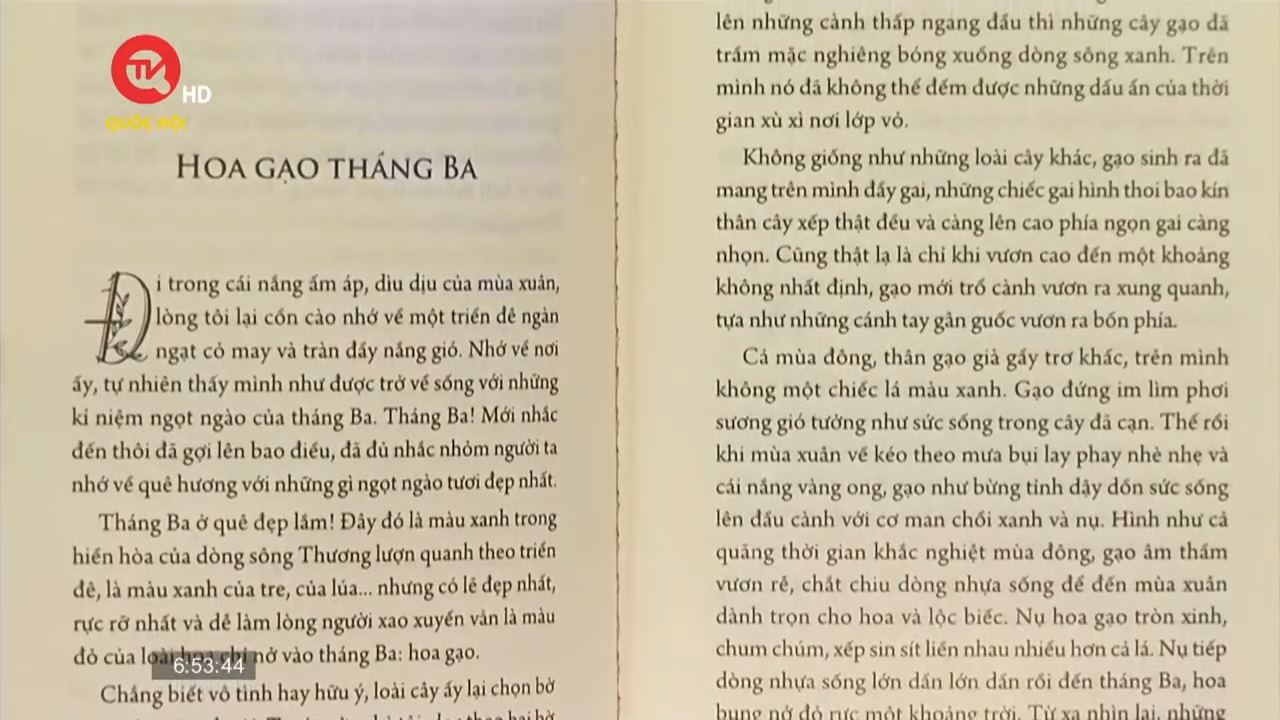 HD
QUỐC HỘI
HOA GẠO THÁNG BA
Đi trong cái nắng ấm áp, dìu dịu của mùa xuân,
lòng tôi lại cồn cào nhớ về một triền đê ngàn
ngạt cỏ may và tràn đầy nắng gió. Nhớ về nơi
ấy, tự nhiên thấy mình như được trở về sống với những
kỉ niệm ngọt ngào của tháng Ba. Tháng Ba! Mới nhắc
đến thôi đã gợi lên bao điều, đã đủ nhắc nhỏm người ta
nhớ về quê hương với những gì ngọt ngào tươi đẹp nhất.
Tháng Ba ở quê đẹp lắm! Đây đó là màu xanh trong
hiền hòa của dòng sông Thương lượn quanh theo triền
đê, là màu xanh của tre, của lúa... nhưng có lẽ đẹp nhất,
rực rỡ nhất và dễ làm lòng người xao xuyến vẫn là màu
đỏ của loài hoa chỉ nở vào tháng Ba: hoa gạo.
6:53:44
Chẳng biết vô tình hay hữu ý, loài cây ấy lại chọn bờ
lên những cành thấp ngang đầu thì những cây gạo đã
trầm mặc nghiêng bóng xuống dòng sông xanh. Trên
mình nó đã không thể đếm được những dấu ấn của thời
gian xù xì nơi lớp vỏ.
Không giống như những loài cây khác, gạo sinh ra đã
mang trên mình đầy gai, những chiếc gai hình thoi bao kín
thân cây xếp thật đều và càng lên cao phía ngọn gai càng
nhọn. Cũng thật lạ là chỉ khi vươn cao đến một khoảng
không nhất định, gạo mới trổ cành vươn ra xung quanh,
tựa như những cánh tay gân guốc vươn ra bốn phía.
Cả mùa đông, thân gạo già gầy trơ khấc, trên mình
không một chiếc lá màu xanh. Gạo đứng im lìm phơi
sương gió tưởng như sức sống trong cây đã cạn. Thế rồi
khi mùa xuân về kéo theo mưa bụi lay phay nhè nhẹ và
cái nắng vàng ong, gạo như bừng tỉnh dậy dồn sức sống
lên đầu cành với cơ man chồi xanh và nụ. Hình như cả
quãng thời gian khắc nghiệt mùa đông, gạo âm thầm
vươn rễ, chắt chiu dòng nhựa sống để đến mùa xuân
dành trọn cho hoa và lộc biếc. Nụ hoa gạo tròn xinh,
chum chúm, xếp sin sít liền nhau nhiều hơn cả lá. Nụ tiếp
dòng nhựa sống lớn dần lớn dần rồi đến tháng Ba, hoa
bung nở đỏ rực một khoảng trời. Từ xa nhìn lại, những